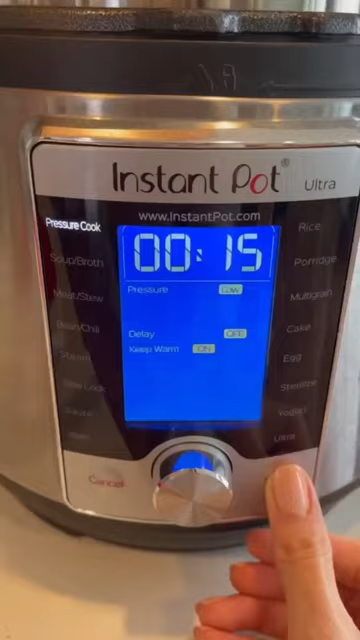 Instant Pot® Ultra
www.InstantPot.com
Pressure Cook
Soup/Broth
Meat/Stew
Bean/Chili
Steam
Slow Cook
Sauté
00:15
Pressure Low
Delay OFF
Keep Warm ON
Rice
Porridge
Multigrain
Cake
Egg
Sterilize
Yogurt
Ultra
Cancel